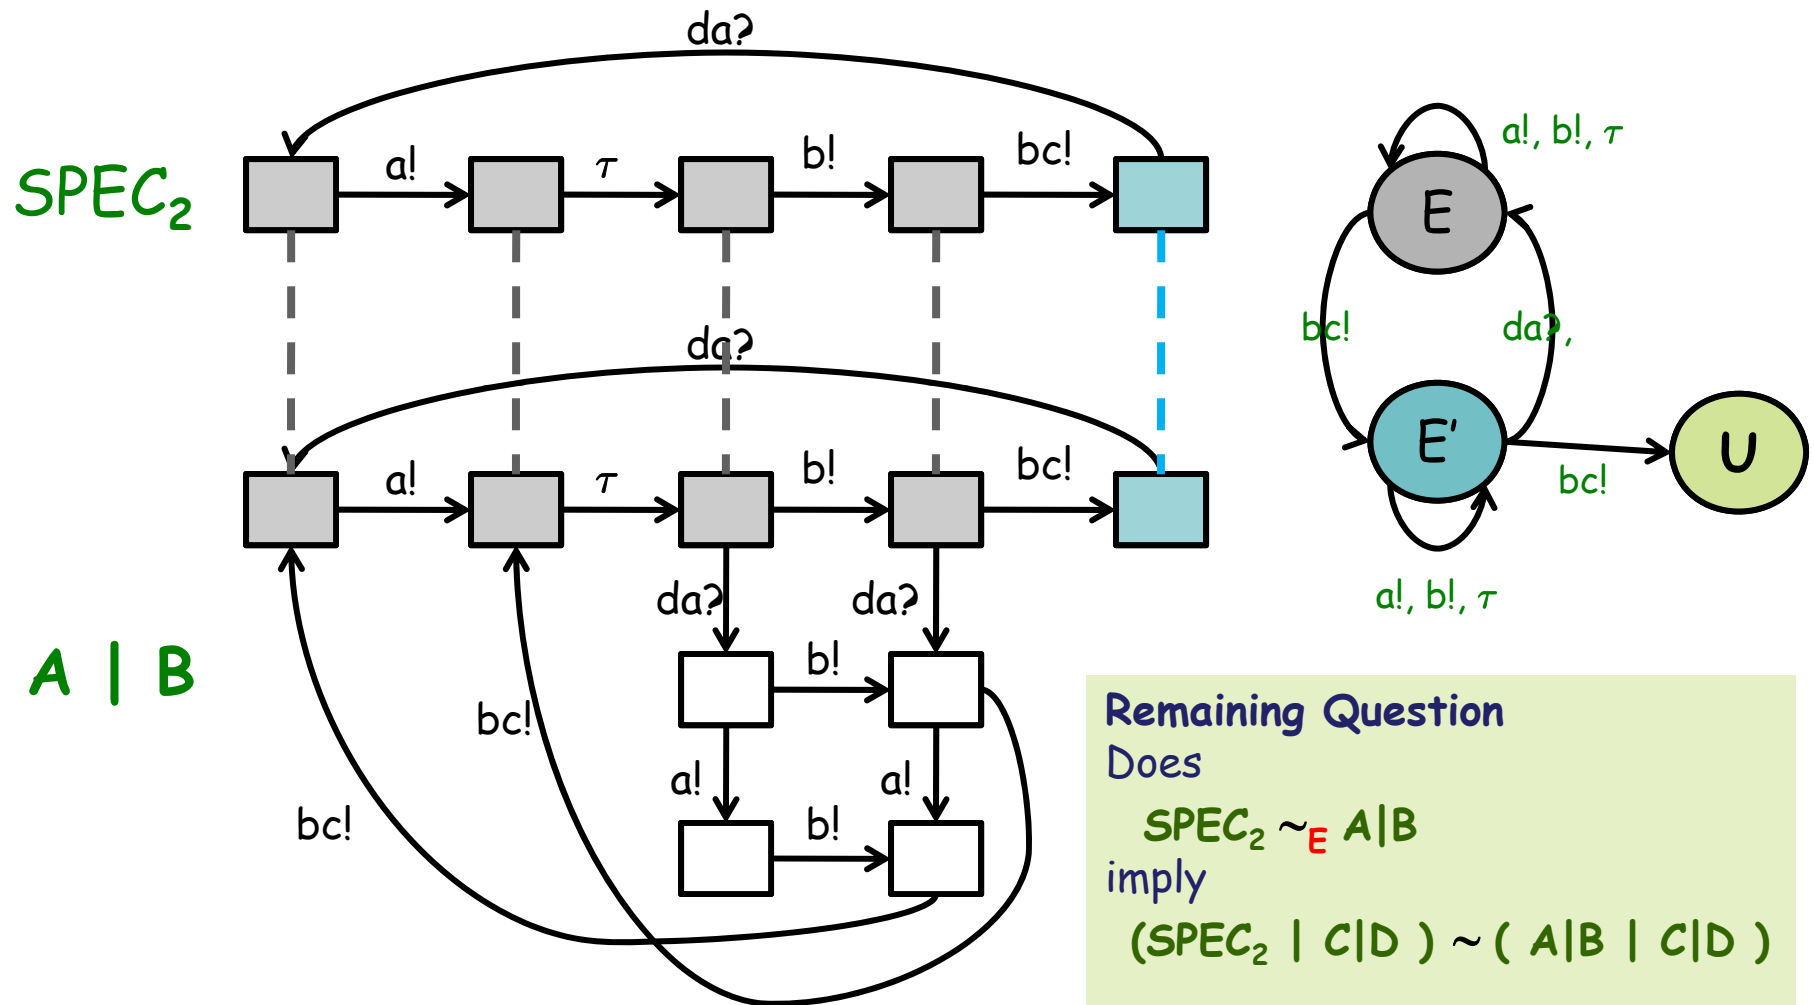 da?
SPEC₂
a!
τ
b!
bc!
da?
a!
τ
b!
bc!
da?
da?
A | B
b!
bc!
a!
a!
bc!
b!
a!, b!, τ
E
bc!
da?,
E'
U
bc!
a!, b!, τ
Remaining Question
Does
SPEC₂ ~E A|B
imply
(SPEC₂ | C|D ) ~ ( A|B | C|D )